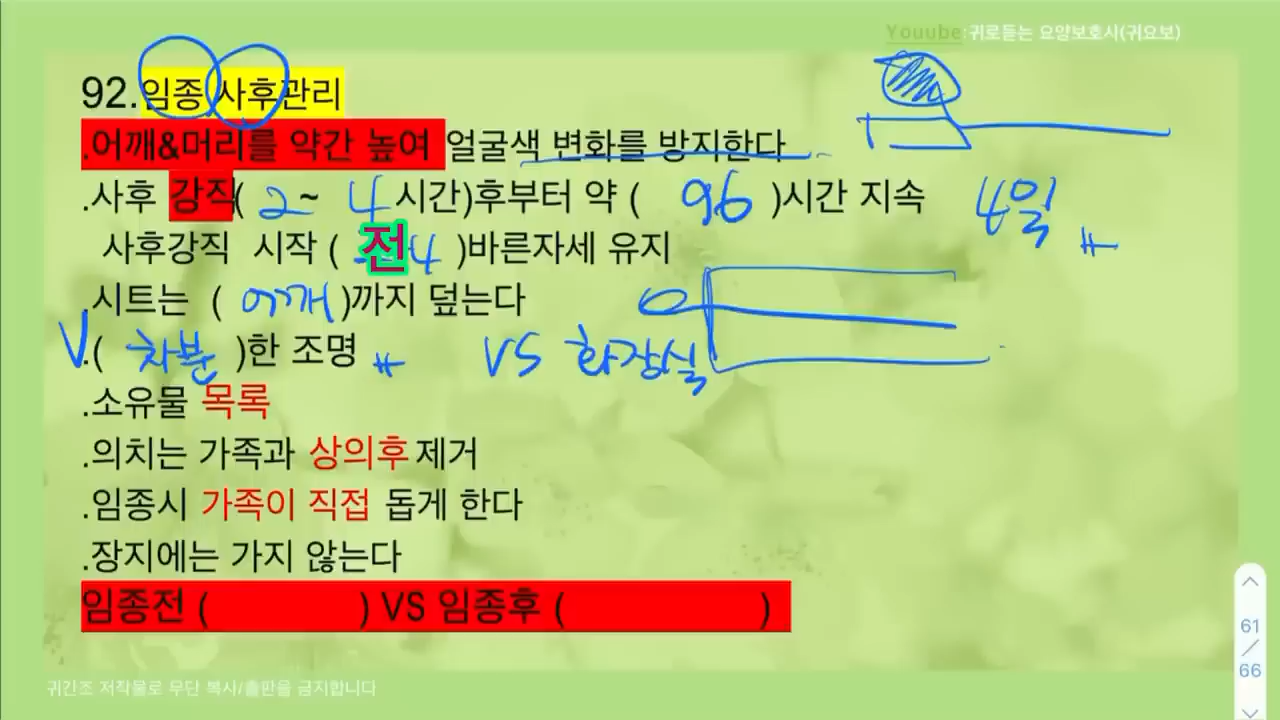 Youube:귀로듣는 요양보호시(귀요보)
92.임종,사후관리
.어깨&머리를 약간 높여 얼굴색 변화를 방지한다
.사후 강직( 2~ 4 시간)후부터 약 ( 96 )시간 지속 4일
사후강직 시작 ( 전 4 )바른자세 유지
.시트는 ( 어깨 )까지 덮는다
V.( 차분 )한 조명 VS 화장실
.소유물 목록
.의치는 가족과 상의후 제거
.임종시 가족이 직접 돕게 한다
.장지에는 가지 않는다
임종전 ( ) VS 임종후 ( )
61
/
66
귀간조 저작물로 무단 복사/출판을 금지합니다